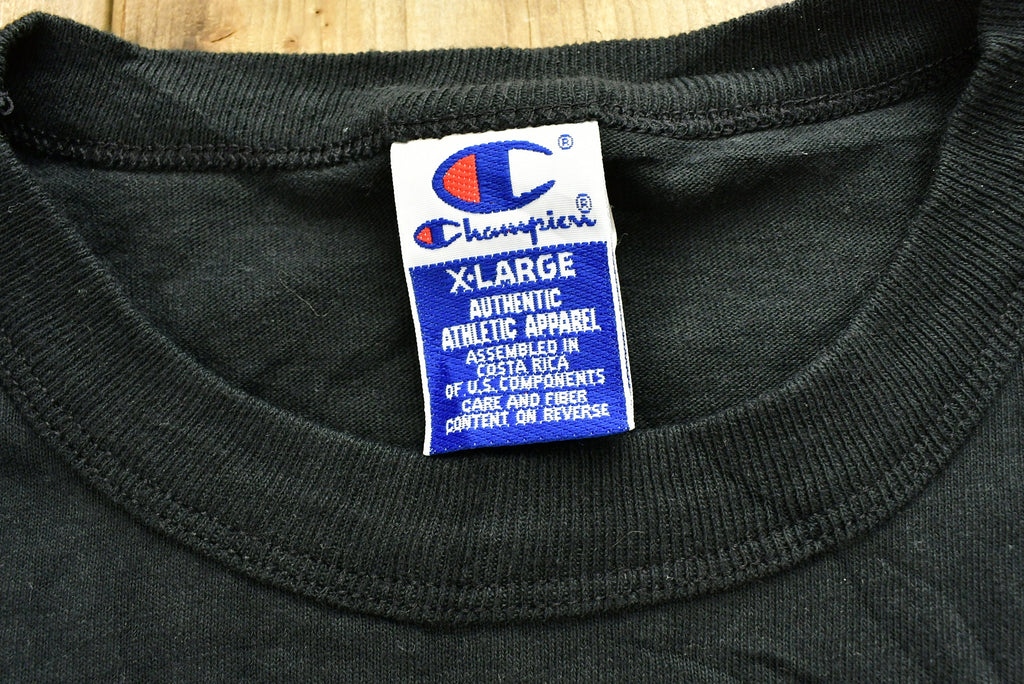 ®
Champion®
X·LARGE
AUTHENTIC
ATHLETIC APPAREL
ASSEMBLED IN
COSTA RICA
OF U.S. COMPONENTS
CARE AND FIBER
CONTENT ON REVERSE